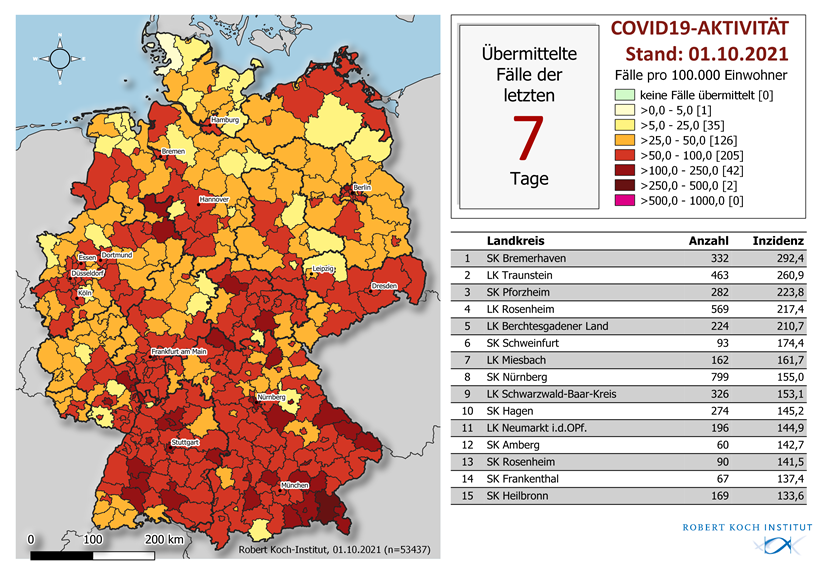 COVID19-AKTIVITÄT
Stand: 01.10.2021
Übermittelte
Fälle der
letzten
7
Tage
Fälle pro 100.000 Einwohner
keine Fälle übermittelt [0]
>0,0 - 5,0 [1]
>5,0 - 25,0 [35]
>25,0 - 50,0 [126]
>50,0 - 100,0 [205]
>100,0 - 250,0 [42]
>250,0 - 500,0 [2]
>500,0 - 1000,0 [0]
Hamburg
Bremen
Berlin
Hannover
Essen
Dortmund
Düsseldorf
Leipzig
Köln
Dresden
Frankfurt am Main
Nürnberg
Stuttgart
München
0 100 200 km
Robert Koch-Institut, 01.10.2021 (n=53437)
Landkreis Anzahl Inzidenz
1 SK Bremerhaven 332 292,4
2 LK Traunstein 463 260,9
3 SK Pforzheim 282 223,8
4 LK Rosenheim 569 217,4
5 LK Berchtesgadener Land 224 210,7
6 SK Schweinfurt 93 174,4
7 LK Miesbach 162 161,7
8 SK Nürnberg 799 155,0
9 LK Schwarzwald-Baar-Kreis 326 153,1
10 SK Hagen 274 145,2
11 LK Neumarkt i.d.OPf. 196 144,9
12 SK Amberg 60 142,7
13 SK Rosenheim 90 141,5
14 SK Frankenthal 67 137,4
15 SK Heilbronn 169 133,6
ROBERT KOCH INSTITUT